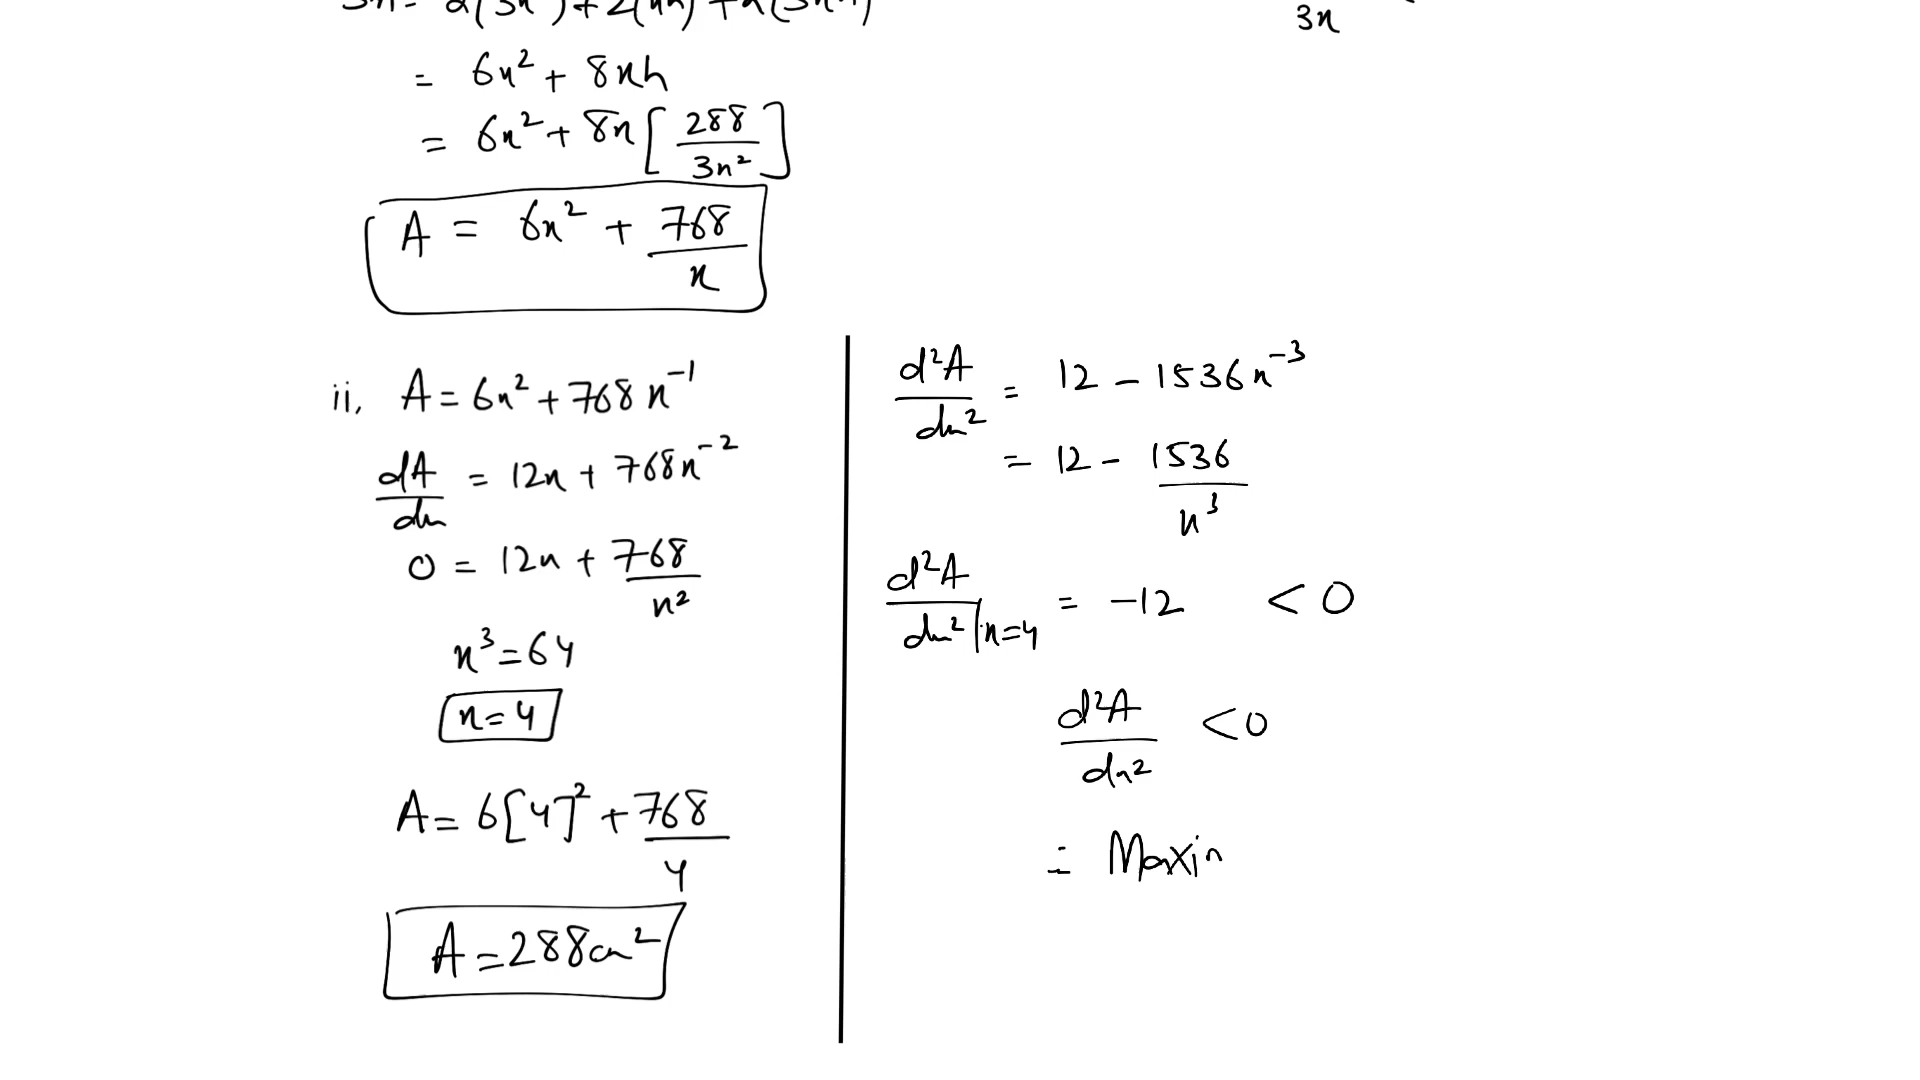 3x
= 6x² + 8xh
= 6x² + 8x [288/3x²]
A = 6x² + 768/x
ii, A = 6x² + 768x⁻¹
dA/dx = 12x + 768x⁻²
0 = 12x + 768/x²
x³ = 64
x = 4
A = 6[4]² + 768/4
A = 288cm²
d²A/dx² = 12 - 1536x⁻³
= 12 - 1536/x³
d²A/dx²|x=4 = -12 < 0
d²A/dx² < 0
= Maxim